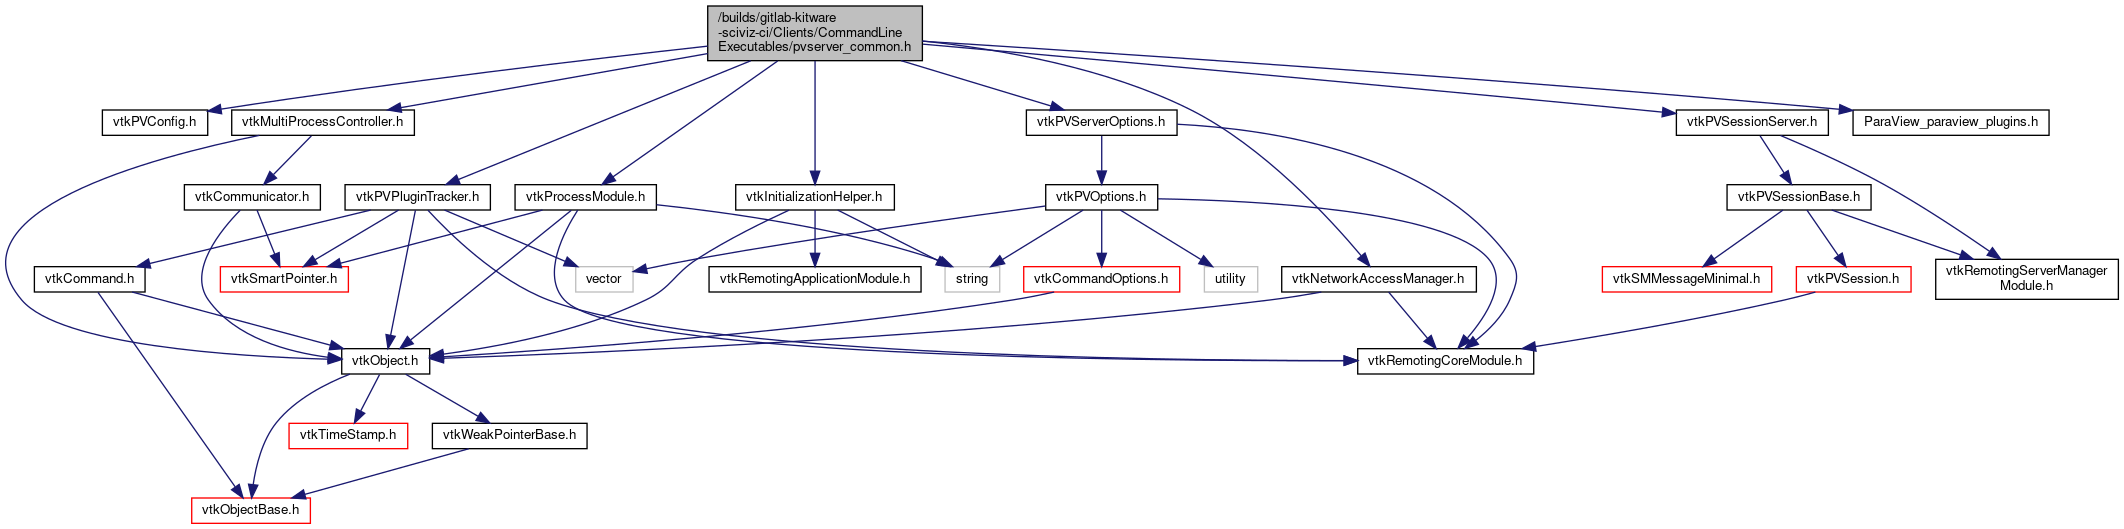 /builds/gitlab-kitware
-sciviz-ci/Clients/CommandLine
Executables/pvserver_common.h
vtkPVConfig.h
vtkMultiProcessController.h
vtkPVServerOptions.h
vtkPVSessionServer.h
ParaView_paraview_plugins.h
vtkCommunicator.h
vtkPVPluginTracker.h
vtkProcessModule.h
vtkInitializationHelper.h
vtkPVOptions.h
vtkPVSessionBase.h
vtkCommand.h
vtkSmartPointer.h
vector
vtkRemotingApplicationModule.h
string
vtkCommandOptions.h
utility
vtkNetworkAccessManager.h
vtkSMMessageMinimal.h
vtkPVSession.h
vtkRemotingServerManager
Module.h
vtkObject.h
vtkRemotingCoreModule.h
vtkTimeStamp.h
vtkWeakPointerBase.h
vtkObjectBase.h